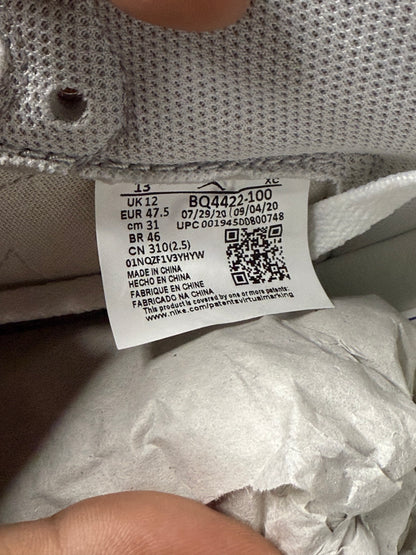 13 XC
UK 12 BQ4422-100
EUR 47.5 07/29/20 09/04/20
cm 31 UPC 00194500800748
BR 46
CN 310(2.5)
01NQZF1V3YHYW
MADE IN CHINA
HECHO EN CHINA
FABRIQUE EN CHINE
FABRICADO NA CHINA
This product is covered by one or more patents:
www.nike.com/patentsvirtualmarking